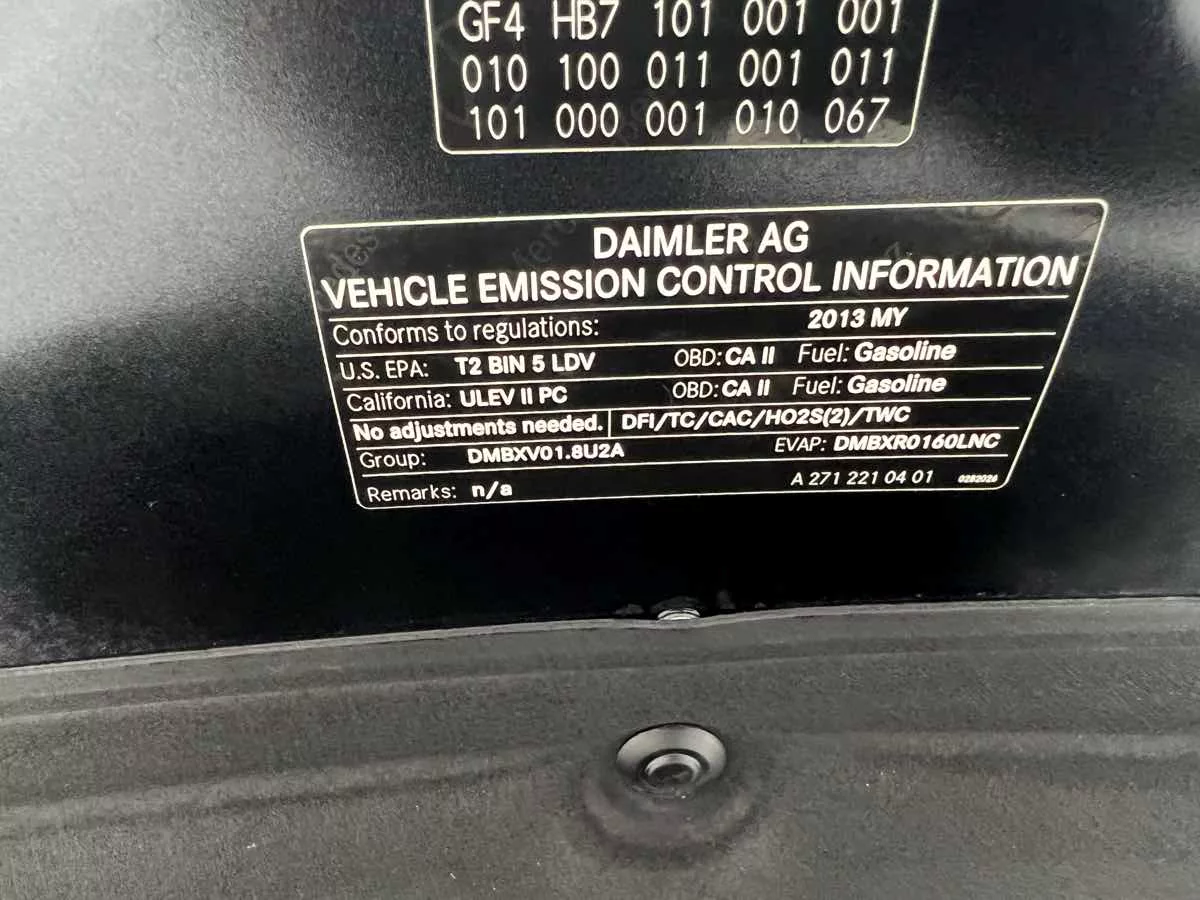 GF4 HB7 101 001 001
010 100 011 001 011
101 000 001 010 067
DAIMLER AG
VEHICLE EMISSION CONTROL INFORMATION
Conforms to regulations: 2013 MY
U.S. EPA: T2 BIN 5 LDV OBD: CA II Fuel: Gasoline
California: ULEV II PC OBD: CA II Fuel: Gasoline
No adjustments needed. DFI/TC/CAC/HO2S(2)/TWC
Group: DMBXV01.8U2A EVAP: DMBXR0160LNC
Remarks: n/a A 271 221 04 01 0282026